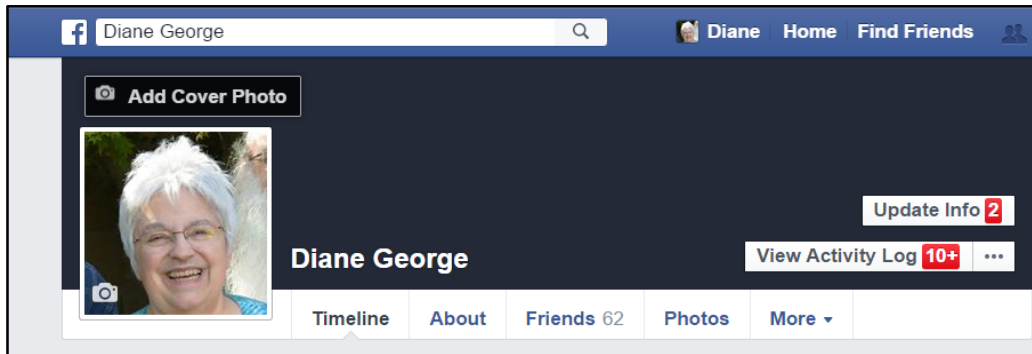 f Diane George Diane Home Find Friends
Add Cover Photo
Update Info 2
Diane George View Activity Log 10+ ...
Timeline About Friends 62 Photos More